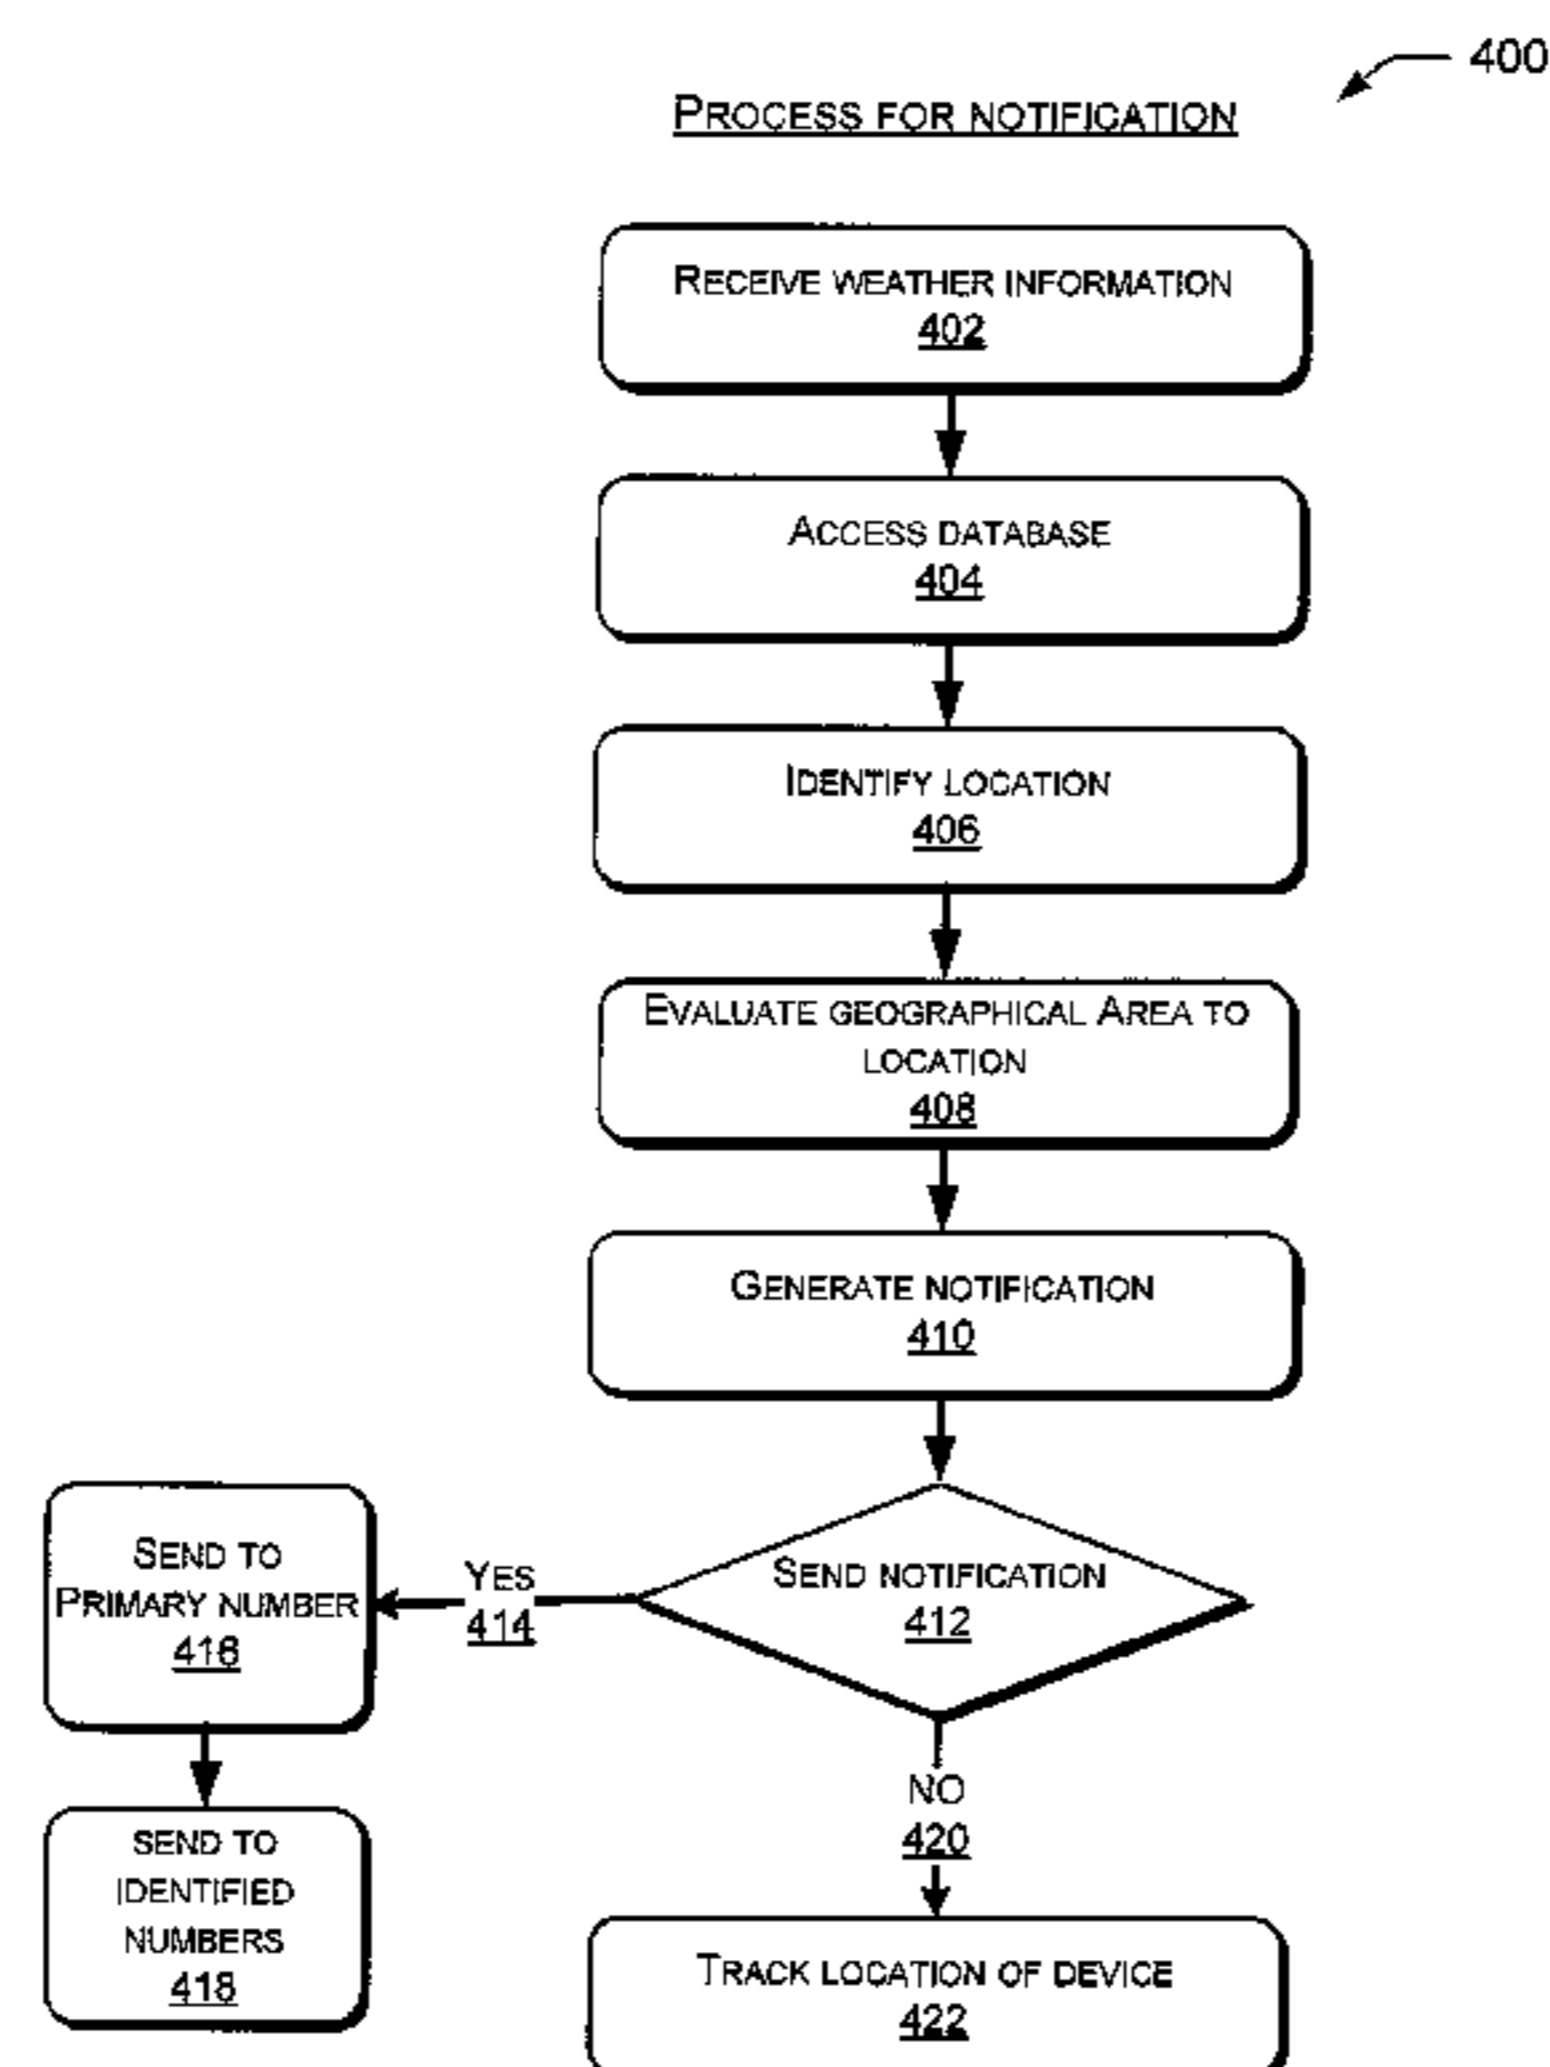 400
PROCESS FOR NOTIFICATION
RECEIVE WEATHER INFORMATION
402
ACCESS DATABASE
404
IDENTIFY LOCATION
406
EVALUATE GEOGRAPHICAL AREA TO
LOCATION
408
GENERATE NOTIFICATION
410
SEND NOTIFICATION
412
YES
414
SEND TO
PRIMARY NUMBER
416
SEND TO
IDENTIFIED
NUMBERS
418
NO
420
TRACK LOCATION OF DEVICE
422